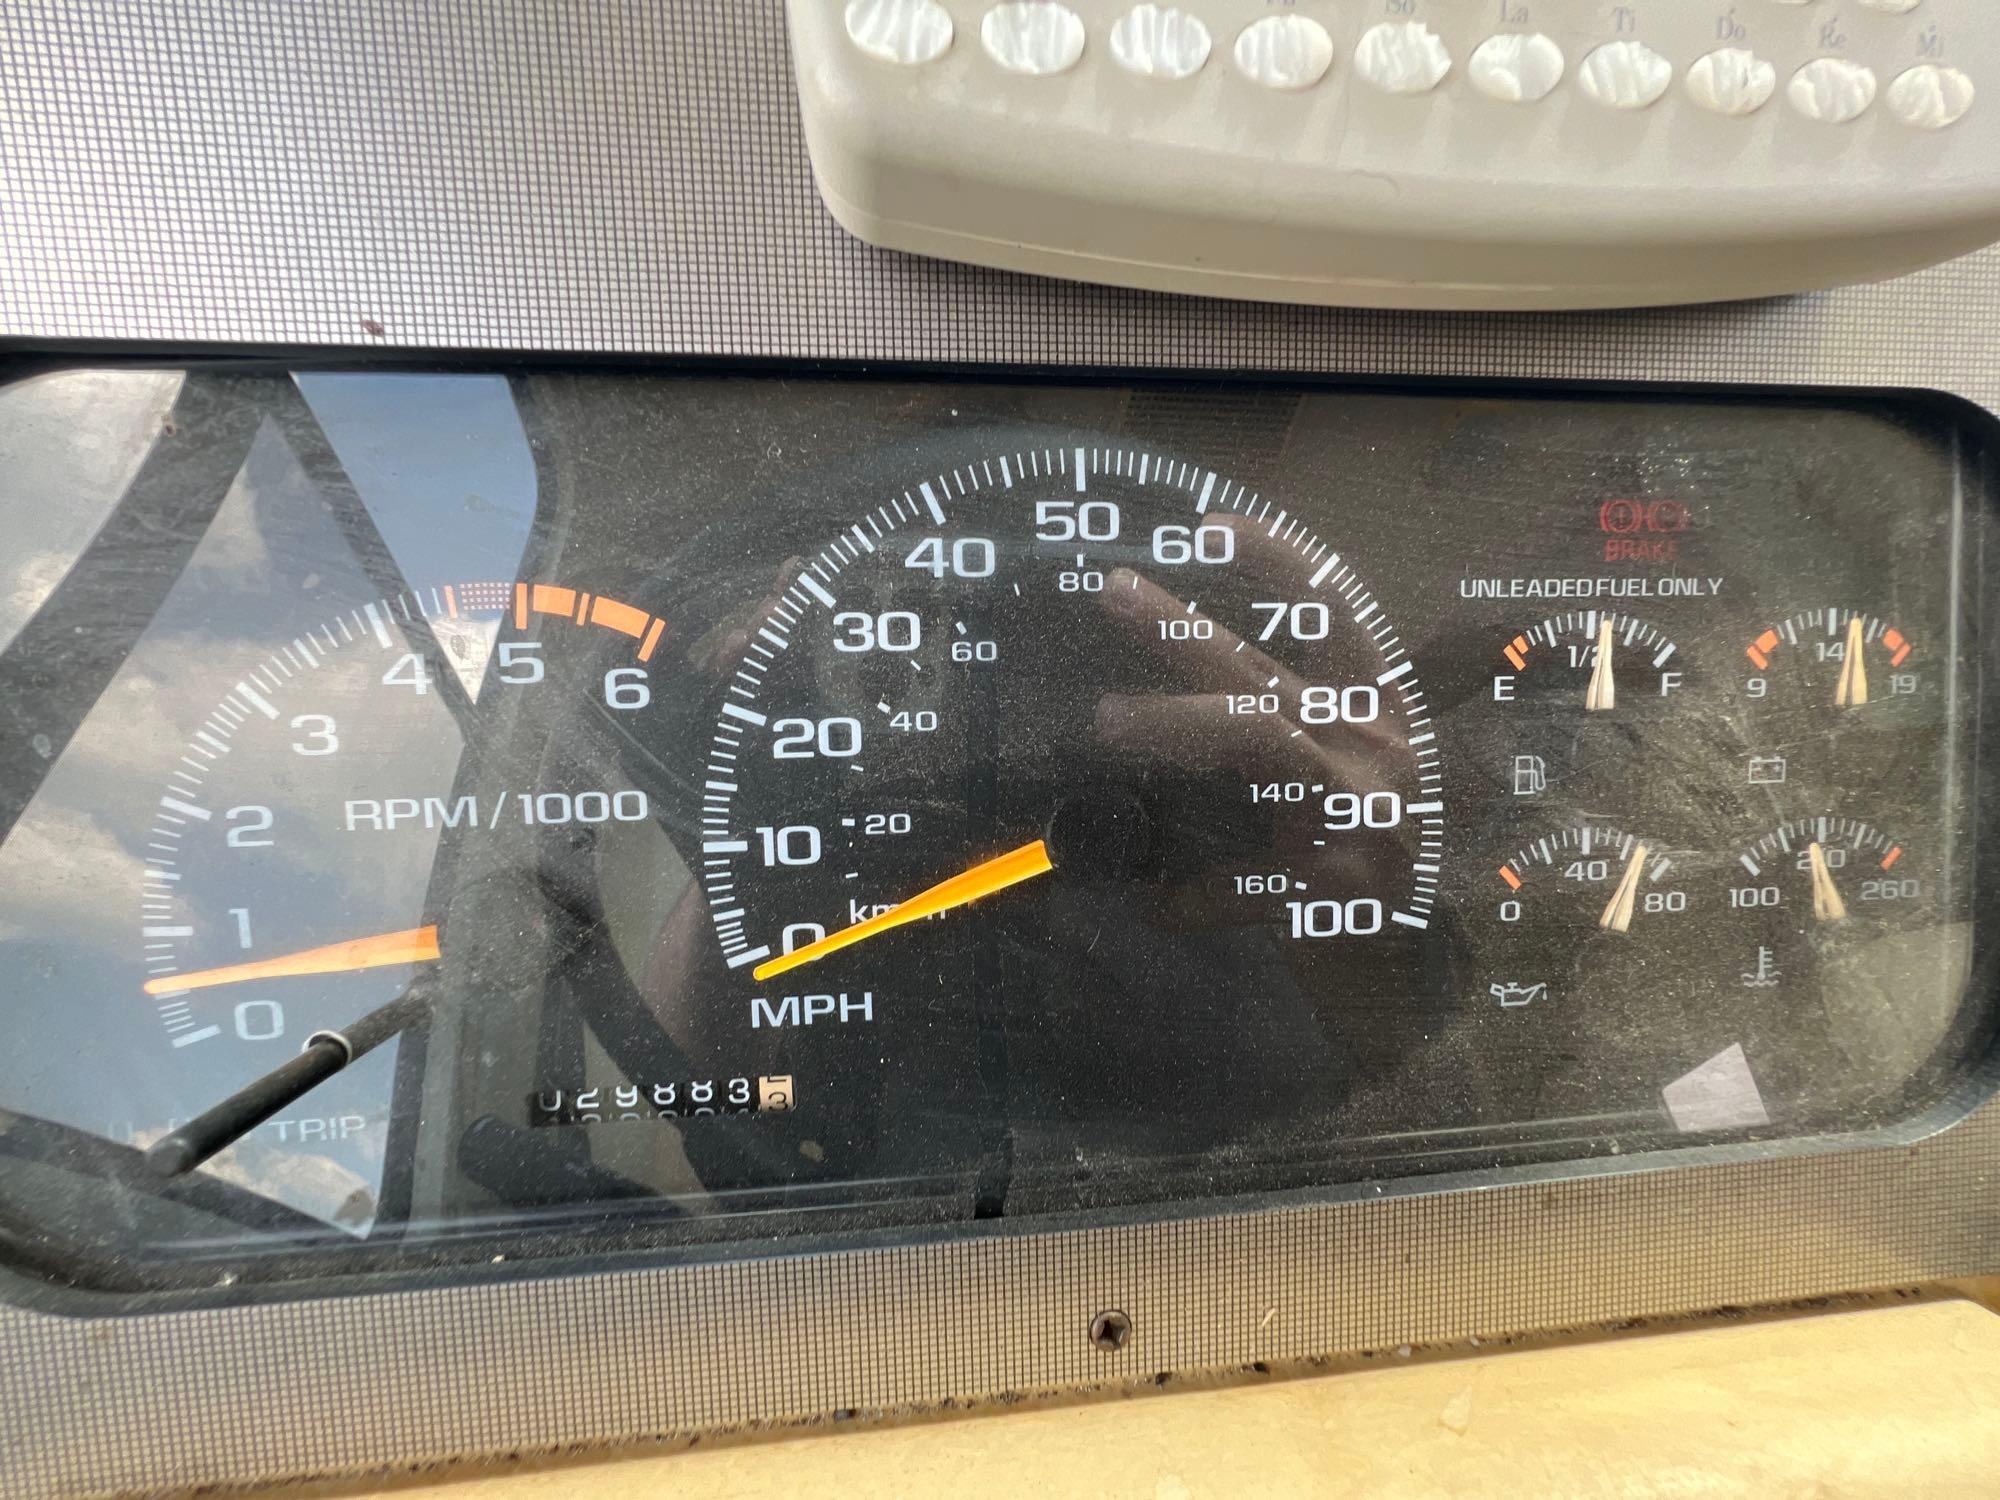 So La Ti Do Re Mi
BRAKE
UNLEADED FUEL ONLY
0 1 2 3 4 5 6
RPM / 1000
0 10 20 30 40 50 60 70 80 90 100
20 40 60 80 100 120 140 160
MPH
E 1/2 F
9 14 19
0 40 80
100 260
TRIP
029883